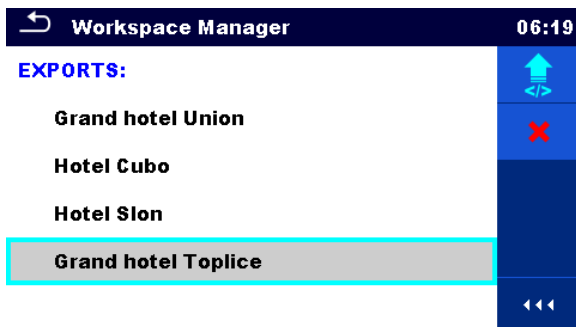 Workspace Manager 06:19
EXPORTS:
</>
Grand hotel Union
Hotel Cubo
Hotel Slon
Grand hotel Toplice